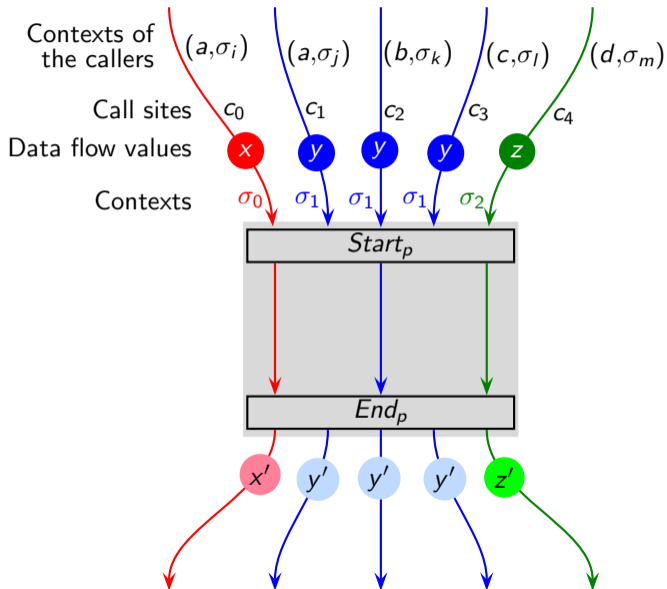 Contexts of
the callers
(a,σi) (a,σj) (b,σk) (c,σl) (d,σm)
Call sites c0 c1 c2 c3 c4
Data flow values x y y y z
Contexts σ0 σ1 σ1 σ1 σ2
Startp
Endp
x′ y′ y′ y′ z′